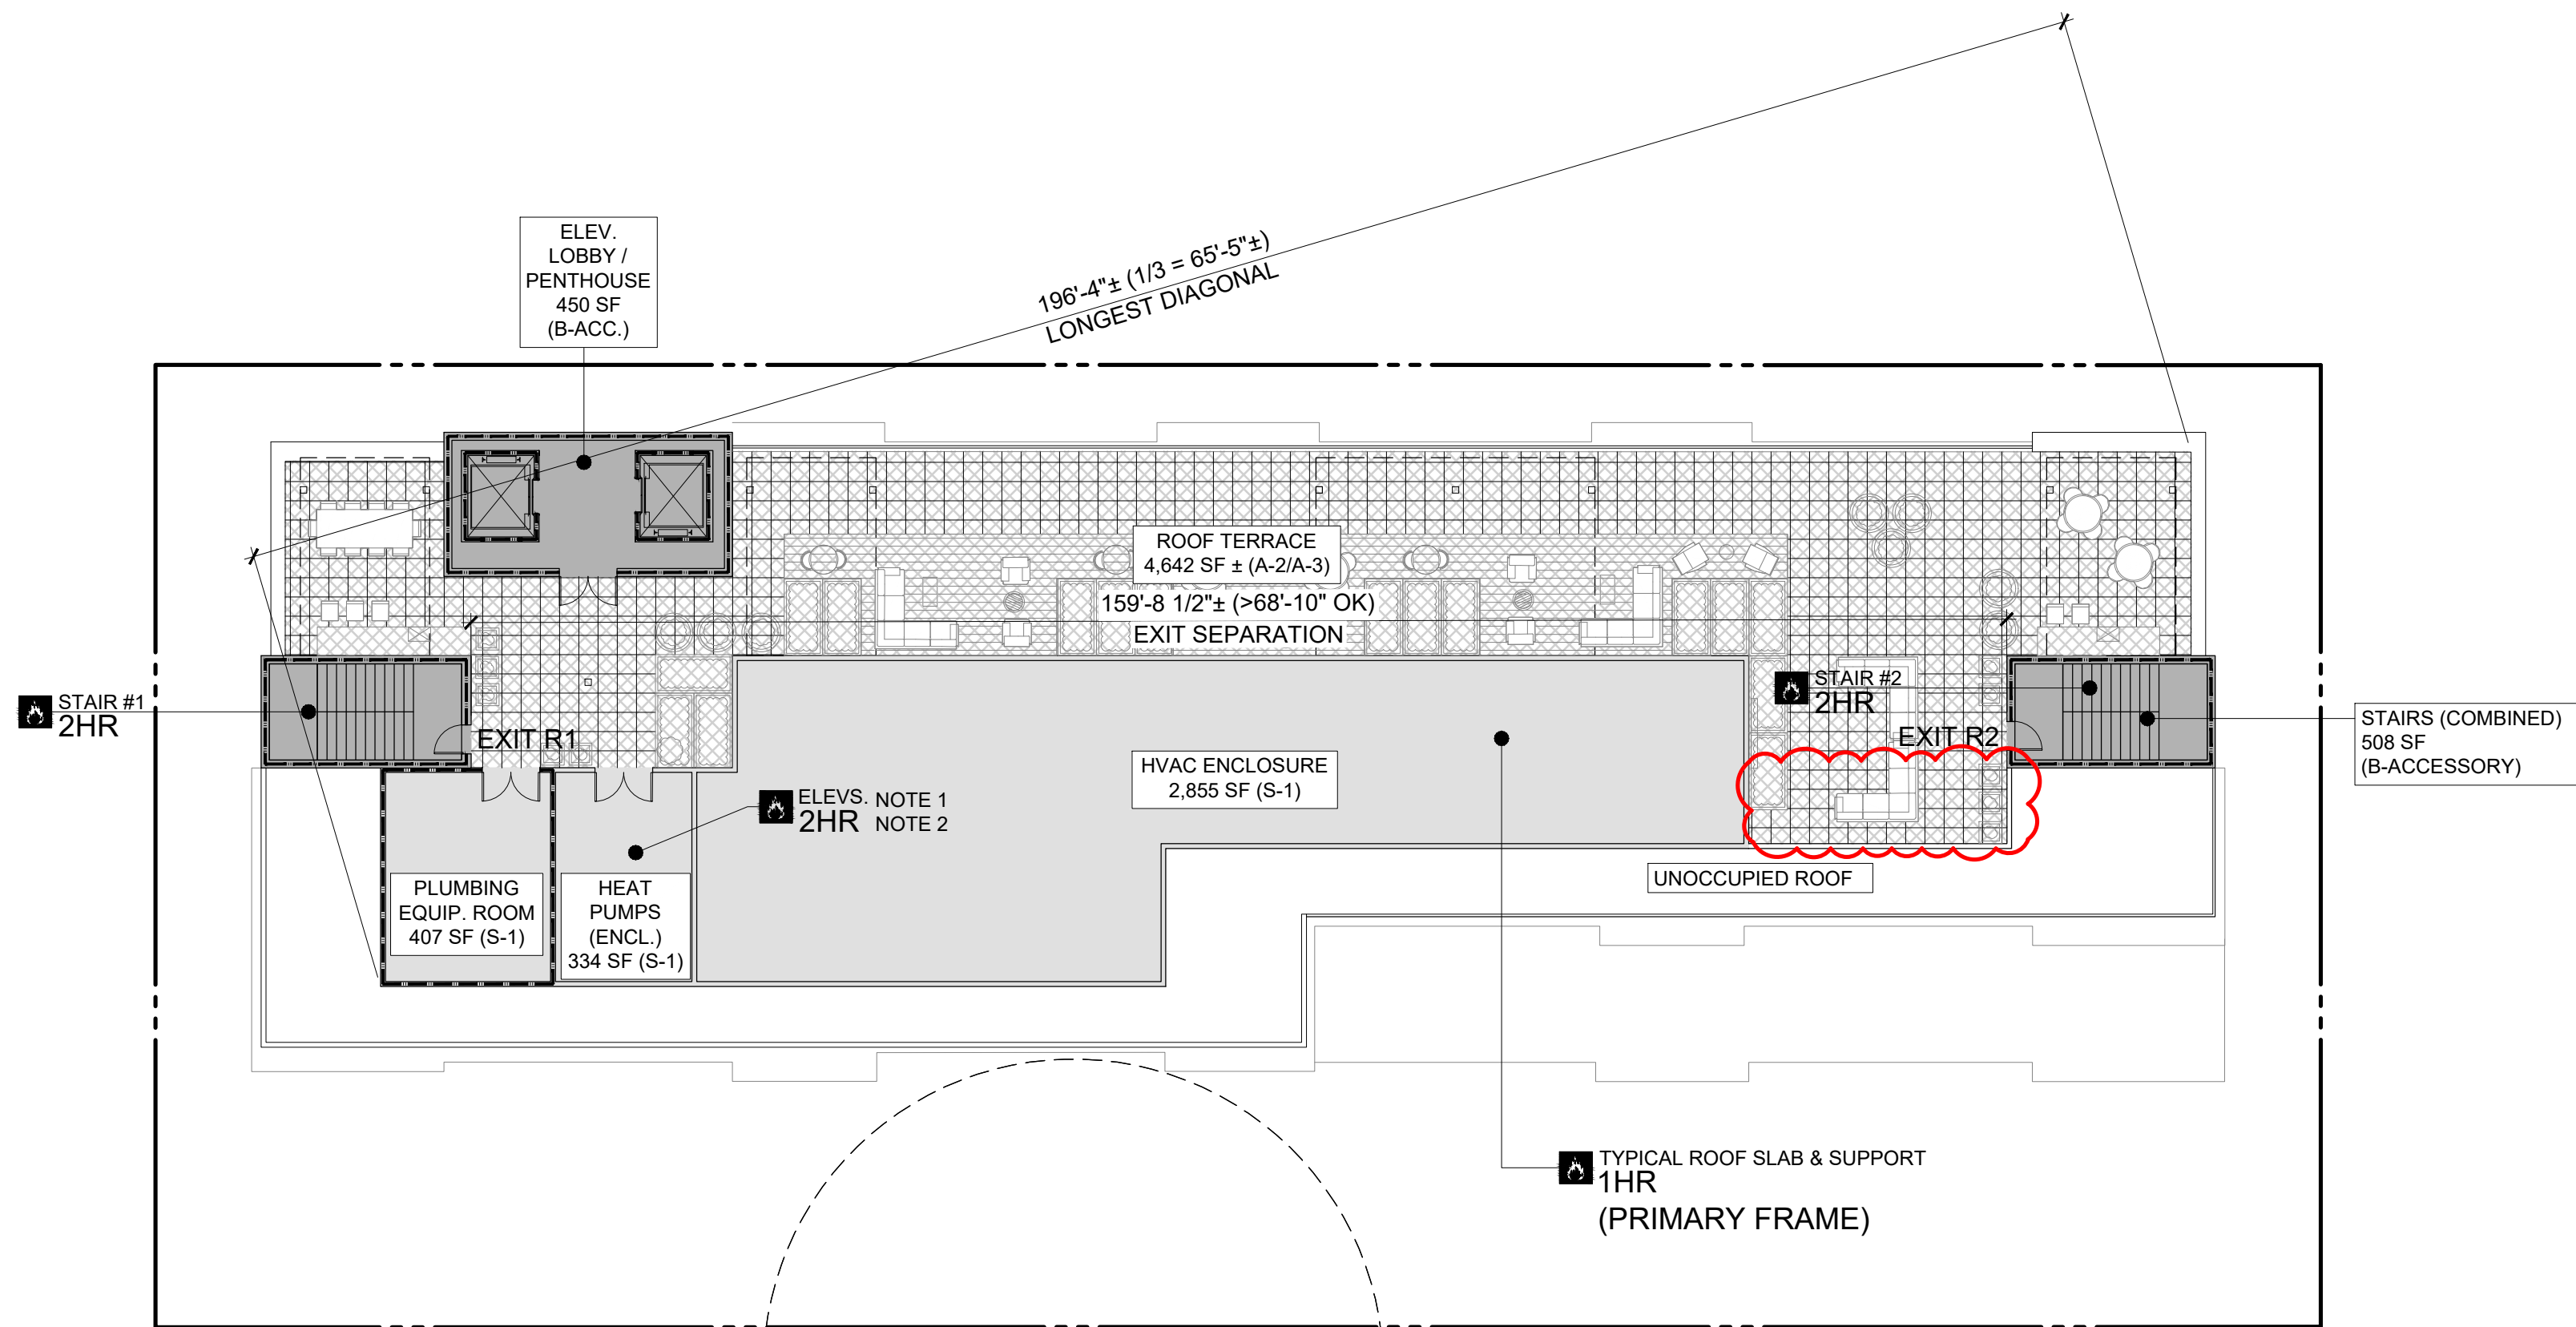 196'-4"± (1/3 = 65'-5"±)
LONGEST DIAGONAL
ELEV.
LOBBY /
PENTHOUSE
450 SF
(B-ACC.)
ROOF TERRACE
4,642 SF ± (A-2/A-3)
159'-8 1/2"± (>68'-10" OK)
EXIT SEPARATION
STAIR #1
2HR
EXIT R1
STAIR #2
2HR
EXIT R2
STAIRS (COMBINED)
508 SF
(B-ACCESSORY)
HVAC ENCLOSURE
2,855 SF (S-1)
ELEVS. NOTE 1
2HR NOTE 2
PLUMBING
EQUIP. ROOM
407 SF (S-1)
HEAT
PUMPS
(ENCL.)
334 SF (S-1)
UNOCCUPIED ROOF
TYPICAL ROOF SLAB & SUPPORT
1HR
(PRIMARY FRAME)